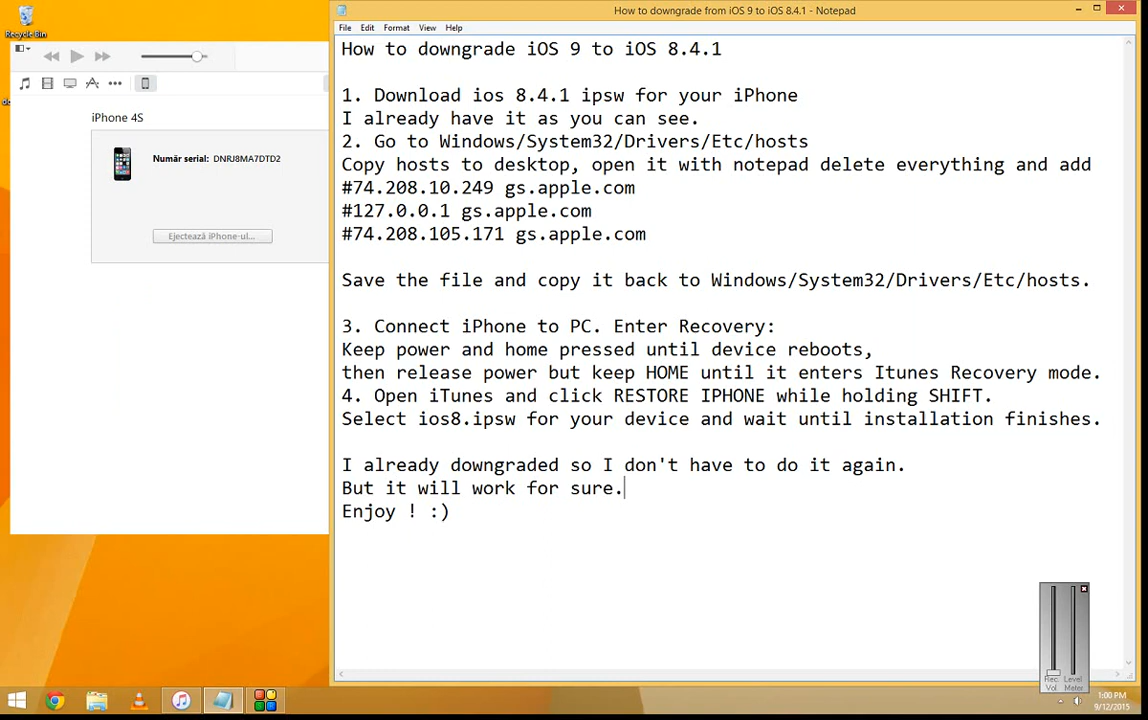 How to downgrade from iOS 9 to iOS 8.4.1 - Notepad
Recycle Bin
File Edit Format View Help
How to downgrade iOS 9 to iOS 8.4.1
1. Download ios 8.4.1 ipsw for your iPhone
I already have it as you can see.
2. Go to Windows/System32/Drivers/Etc/hosts
Copy hosts to desktop, open it with notepad delete everything and add
#74.208.10.249 gs.apple.com
#127.0.0.1 gs.apple.com
#74.208.105.171 gs.apple.com
Save the file and copy it back to Windows/System32/Drivers/Etc/hosts.
3. Connect iPhone to PC. Enter Recovery:
Keep power and home pressed until device reboots,
then release power but keep HOME until it enters Itunes Recovery mode.
4. Open iTunes and click RESTORE IPHONE while holding SHIFT.
Select ios8.ipsw for your device and wait until installation finishes.
I already downgraded so I don't have to do it again.
But it will work for sure.
Enjoy ! :)
iPhone 4S
Număr serial: DNRJ8MA7DTD2
Ejectează iPhone-ul...
Rec. Level
Vol. Meter
1:00 PM
9/12/2015